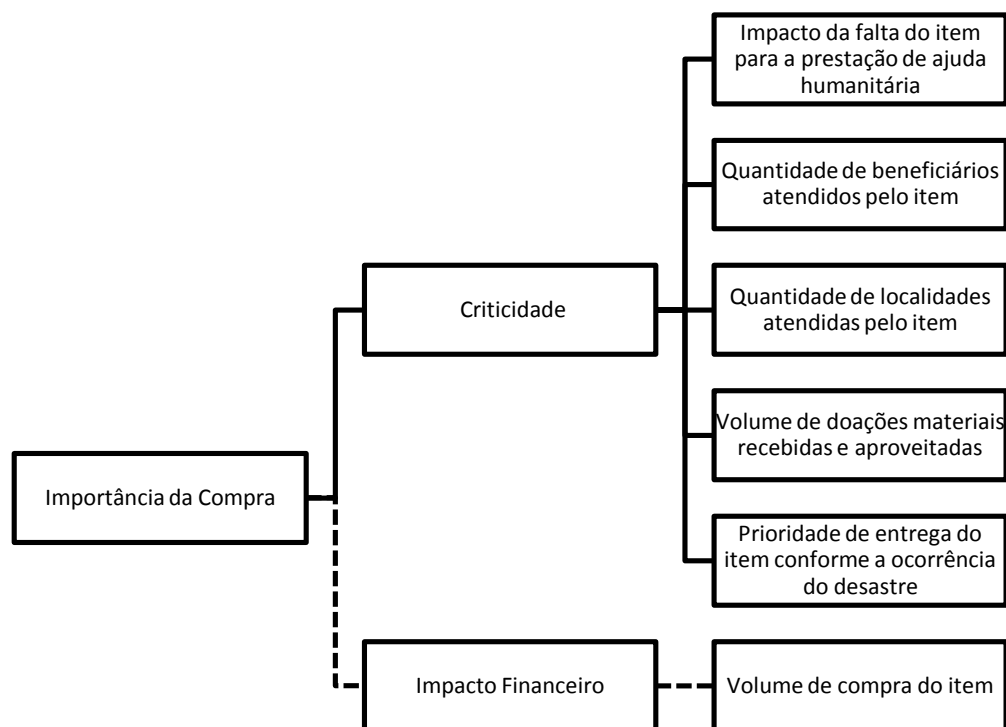 Impacto da falta do item
para a prestação de ajuda
humanitária
Quantidade de beneficiários
atendidos pelo item
Criticidade
Quantidade de localidades
atendidas pelo item
Volume de doações materiais
recebidas e aproveitadas
Importância da Compra
Prioridade de entrega do
item conforme a ocorrência
do desastre
Impacto Financeiro
Volume de compra do item